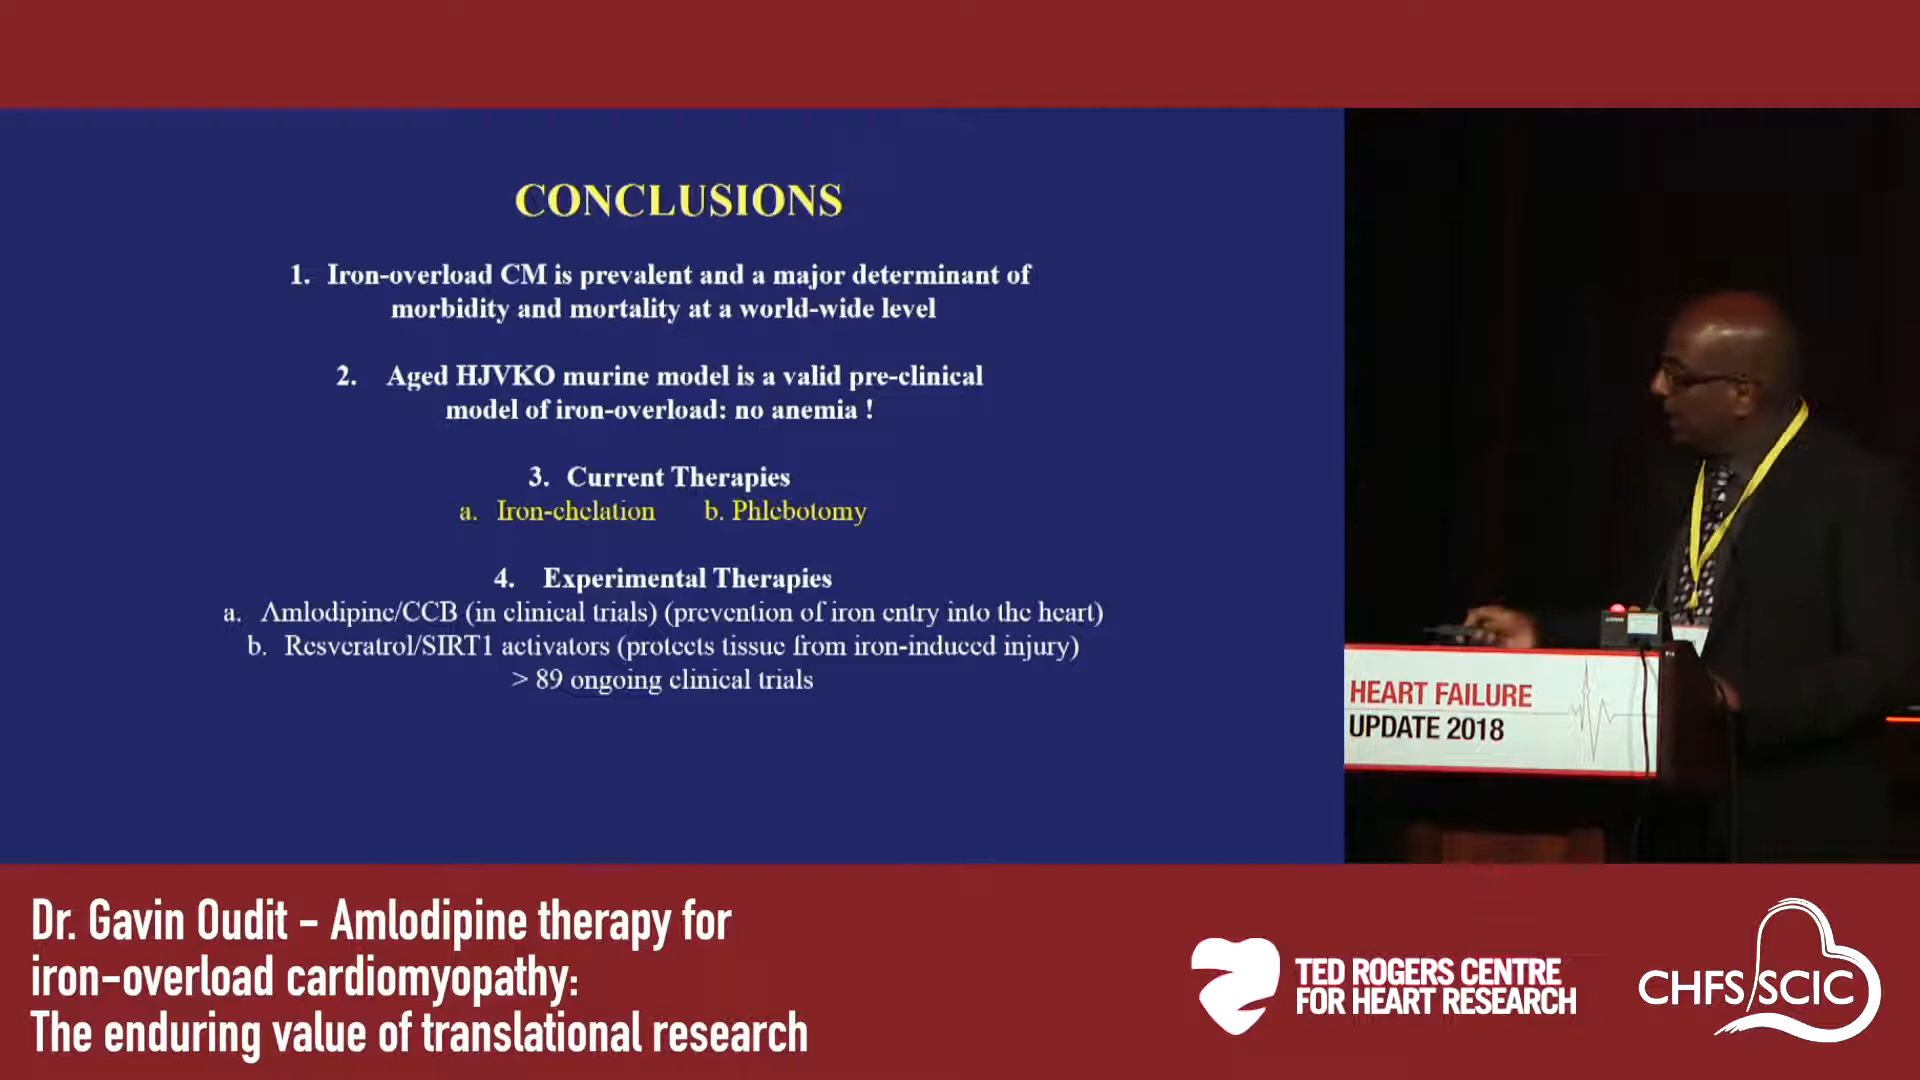 CONCLUSIONS
1. Iron-overload CM is prevalent and a major determinant of
morbidity and mortality at a world-wide level
2. Aged HJVKO murine model is a valid pre-clinical
model of iron-overload: no anemia !
3. Current Therapies
a. Iron-chelation b. Phlebotomy
4. Experimental Therapies
a. Amlodipine/CCB (in clinical trials) (prevention of iron entry into the heart)
b. Resveratrol/SIRT1 activators (protects tissue from iron-induced injury)
> 89 ongoing clinical trials
HEART FAILURE
UPDATE 2018
Dr. Gavin Oudit - Amlodipine therapy for
iron-overload cardiomyopathy:
The enduring value of translational research
TED ROGERS CENTRE
FOR HEART RESEARCH
CHFS/SCIC